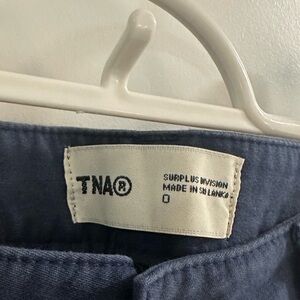 TNA®
SURPLUS DIVISION
MADE IN SRI LANKA
0